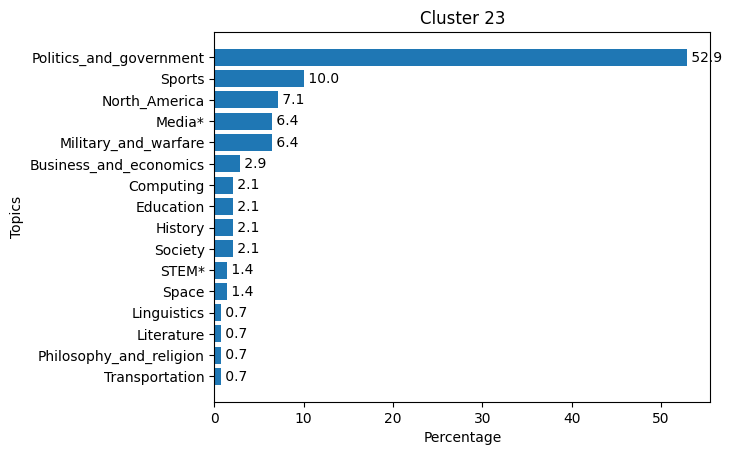 Cluster 23
Politics_and_government 52.9
Sports 10.0
North_America 7.1
Media* 6.4
Military_and_warfare 6.4
Business_and_economics 2.9
Computing 2.1
Education 2.1
History 2.1
Society 2.1
STEM* 1.4
Space 1.4
Linguistics 0.7
Literature 0.7
Philosophy_and_religion 0.7
Transportation 0.7
Topics
0 10 20 30 40 50
Percentage